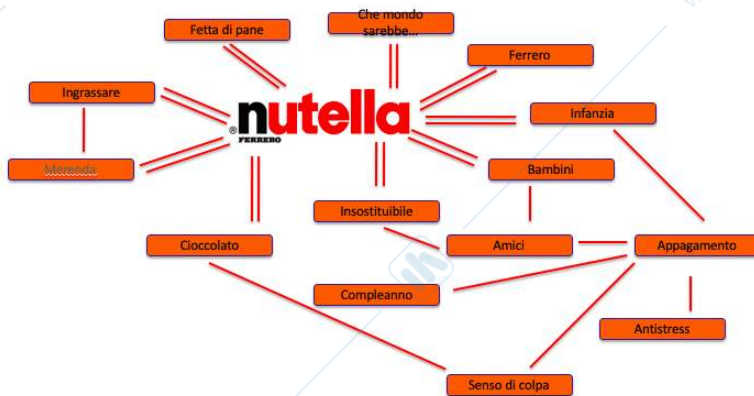 Fetta di pane
Che mondo
sarebbe...
Ferrero
Ingrassare
nutella
®
FERRERO
Infanzia
Merenda
Bambini
Insostituibile
Cioccolato
Amici
Appagamento
Compleanno
Antistress
Senso di colpa